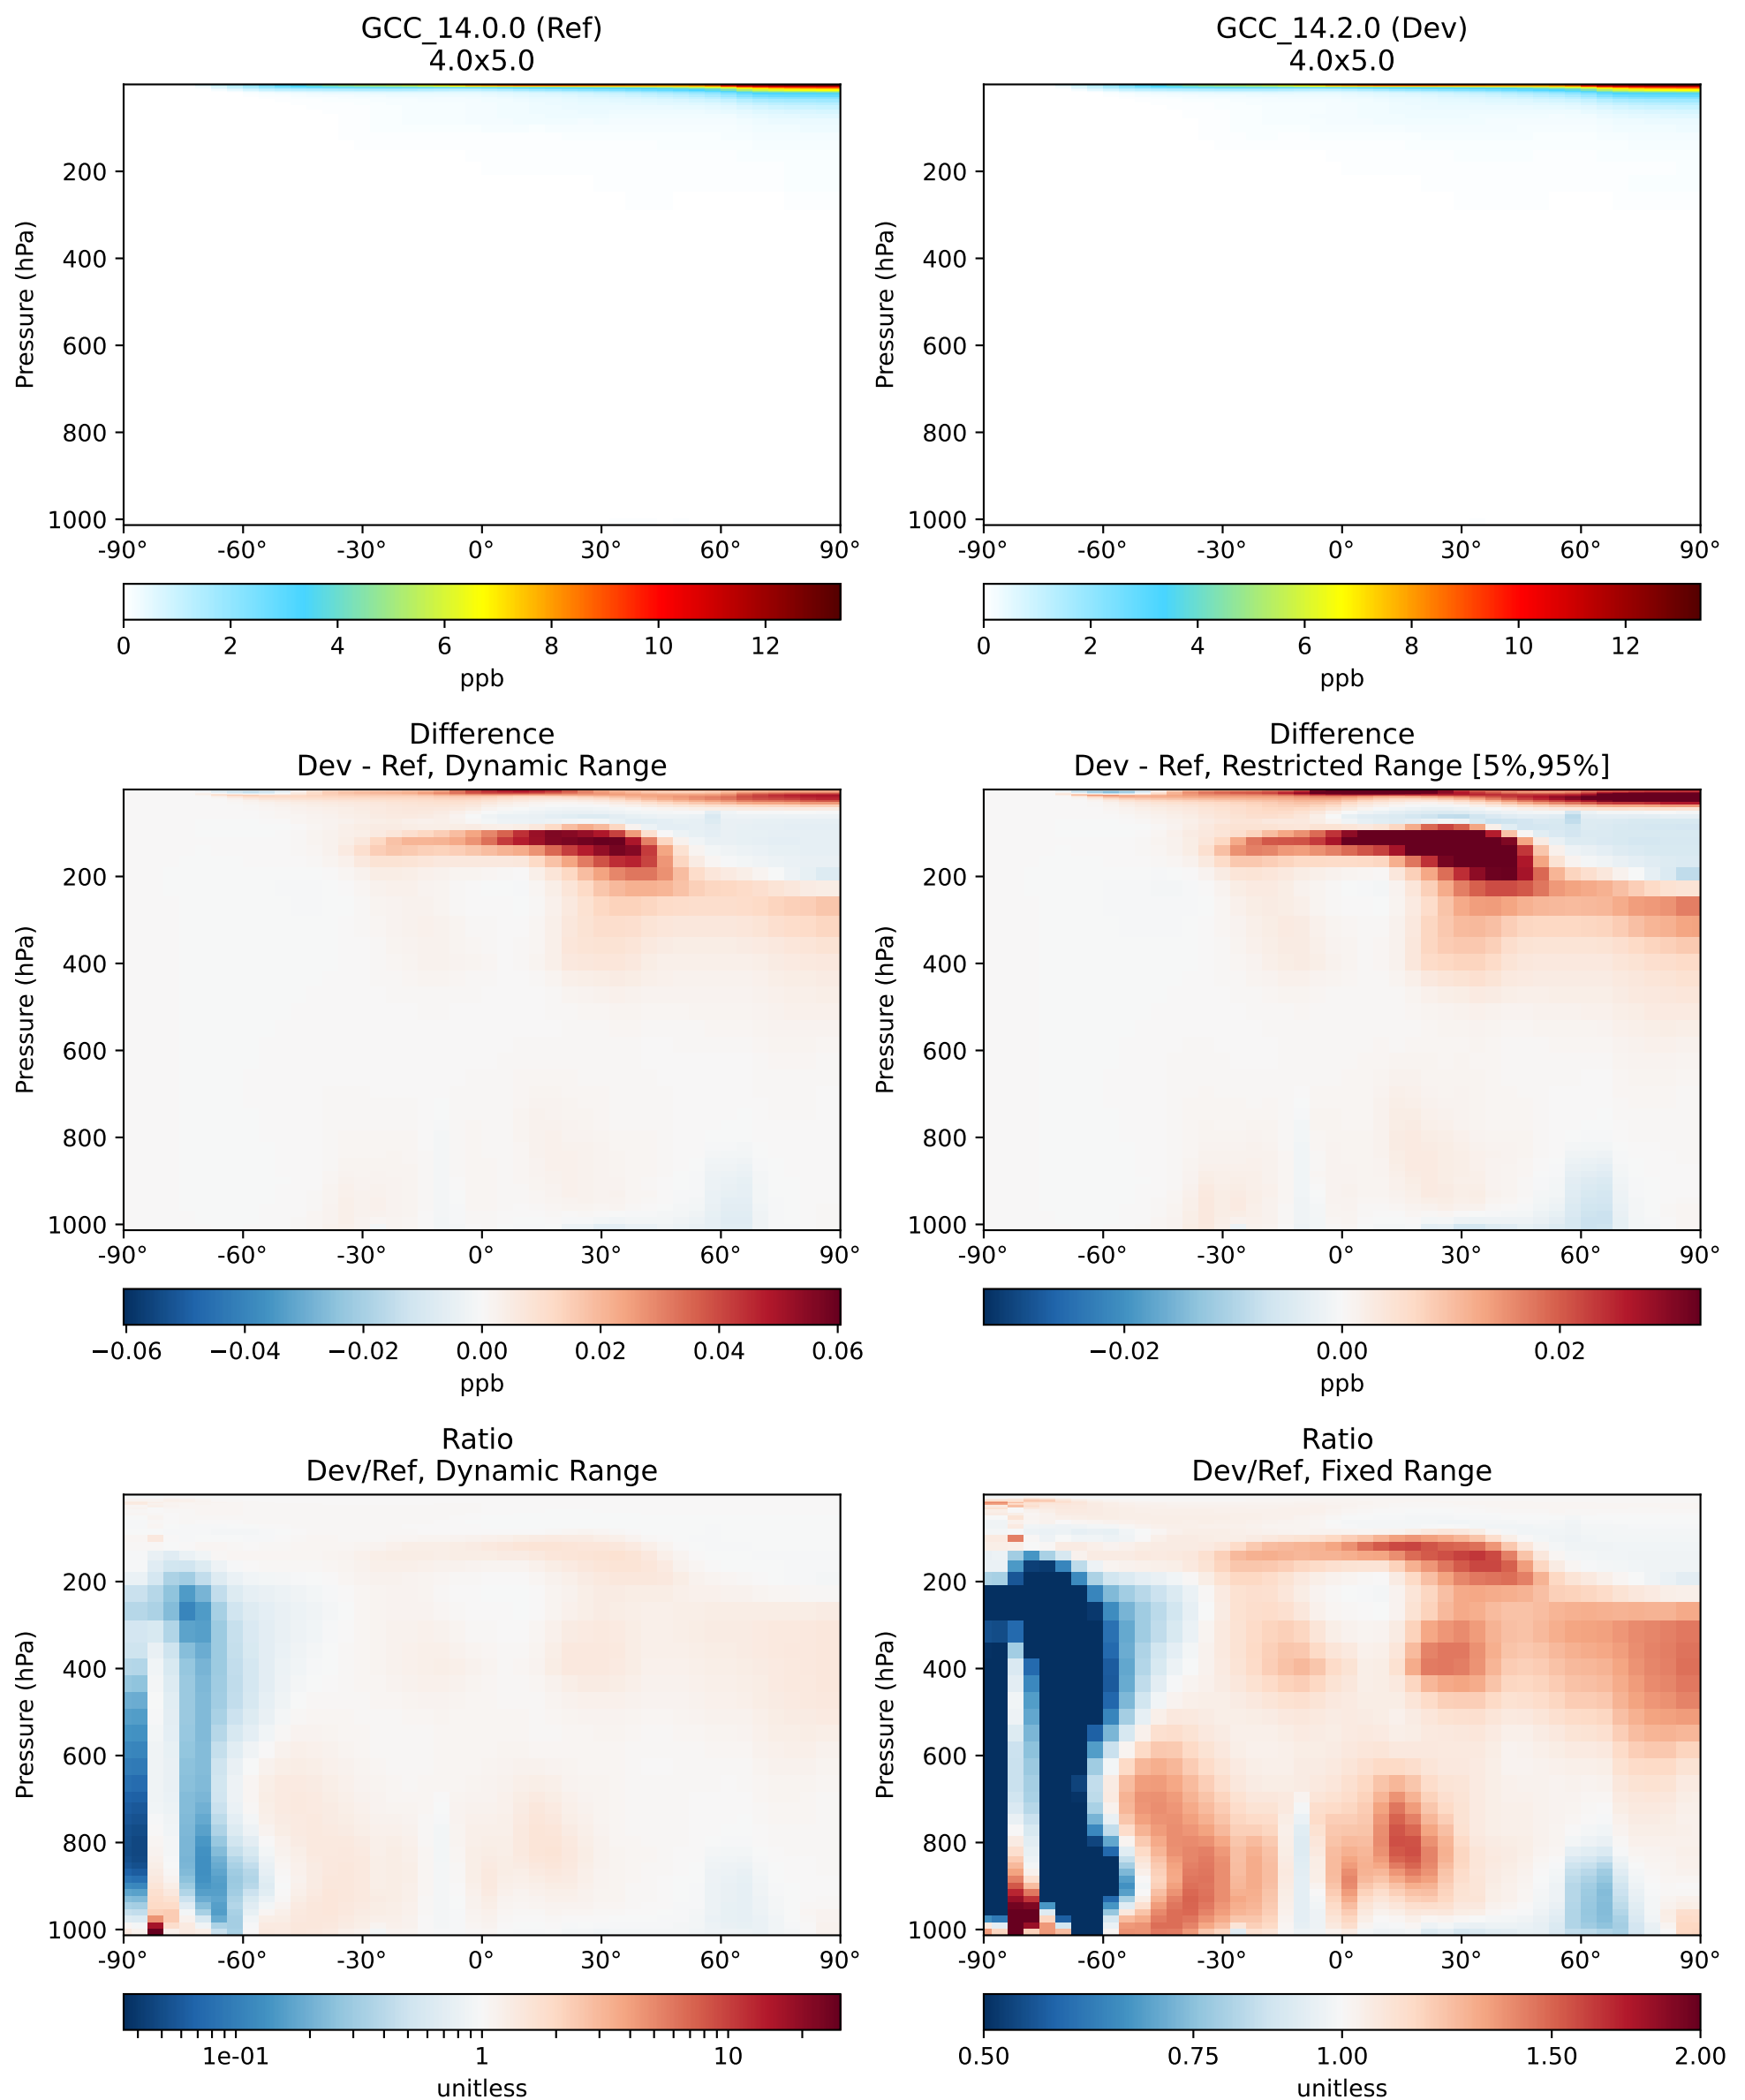 GCC_14.0.0 (Ref)
4.0x5.0
Pressure (hPa)
200
400
600
800
1000
-90° -60° -30° 0° 30° 60° 90°
0 2 4 6 8 10 12
ppb
GCC_14.2.0 (Dev)
4.0x5.0
Pressure (hPa)
200
400
600
800
1000
-90° -60° -30° 0° 30° 60° 90°
0 2 4 6 8 10 12
ppb
Difference
Dev - Ref, Dynamic Range
Pressure (hPa)
200
400
600
800
1000
-90° -60° -30° 0° 30° 60° 90°
−0.06 −0.04 −0.02 0.00 0.02 0.04 0.06
ppb
Difference
Dev - Ref, Restricted Range [5%,95%]
Pressure (hPa)
200
400
600
800
1000
-90° -60° -30° 0° 30° 60° 90°
−0.02 0.00 0.02
ppb
Ratio
Dev/Ref, Dynamic Range
Pressure (hPa)
200
400
600
800
1000
-90° -60° -30° 0° 30° 60° 90°
1e-01 1 10
unitless
Ratio
Dev/Ref, Fixed Range
Pressure (hPa)
200
400
600
800
1000
-90° -60° -30° 0° 30° 60° 90°
0.50 0.75 1.00 1.50 2.00
unitless